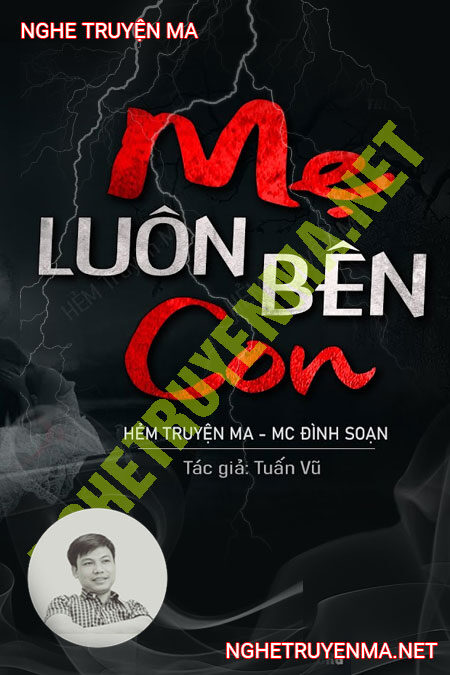 NGHE TRUYỆN MA
Mẹ
LUÔN
BÊN
Con
HẺM TRUYỆN MA - MC ĐÌNH SOẠN
Tác giả: Tuấn Vũ
NGHETRUYENMA.NET
NGHETRUYENMA.NET